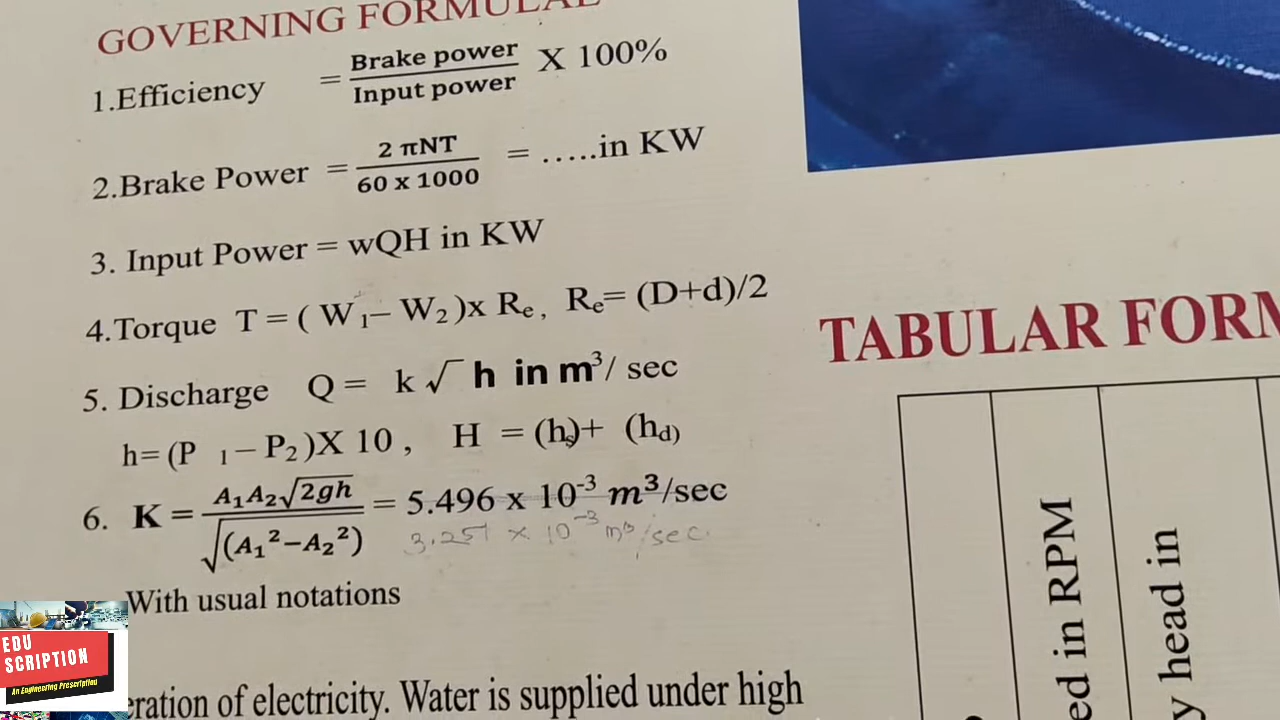 GOVERNING FORMULAE
1.Efficiency = Brake power / Input power X 100%
2.Brake Power = 2 πNT / 60 x 1000 = .....in KW
3. Input Power = wQH in KW
4.Torque T = ( W1– W2 )x Re , Re= (D+d)/2
5. Discharge Q = k √ h in m³/ sec
h= (P 1 – P2 )X 10 , H = (hs)+ (hd)
6. K = A1A2√2gh / √(A1²−A2²) = 5.496 x 10-³ m³/sec
3.251 x 10-³ m³/sec.
With usual notations
eration of electricity. Water is supplied under high
TABULAR FORM
ed in RPM
y head in
EDU
SCRIPTION
An Engineering Prescription